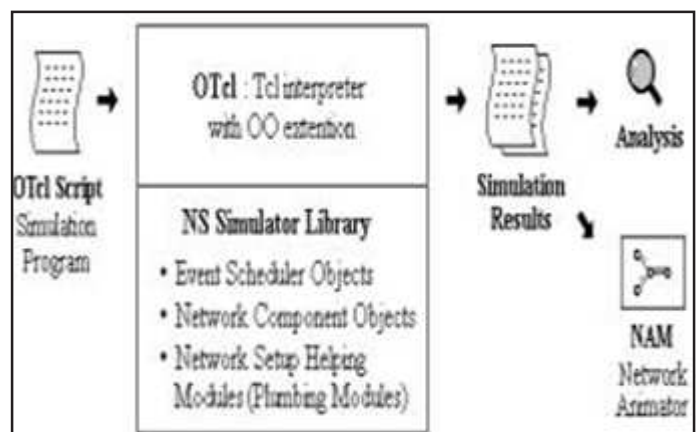 OTcl Script
Simulation
Program
OTcl : Tcl interpreter
with OO extention
NS Simulator Library
• Event Scheduler Objects
• Network Component Objects
• Network Setup Helping
Modules (Plumbing Modules)
Simulation
Results
Analysis
NAM
Network
Animator